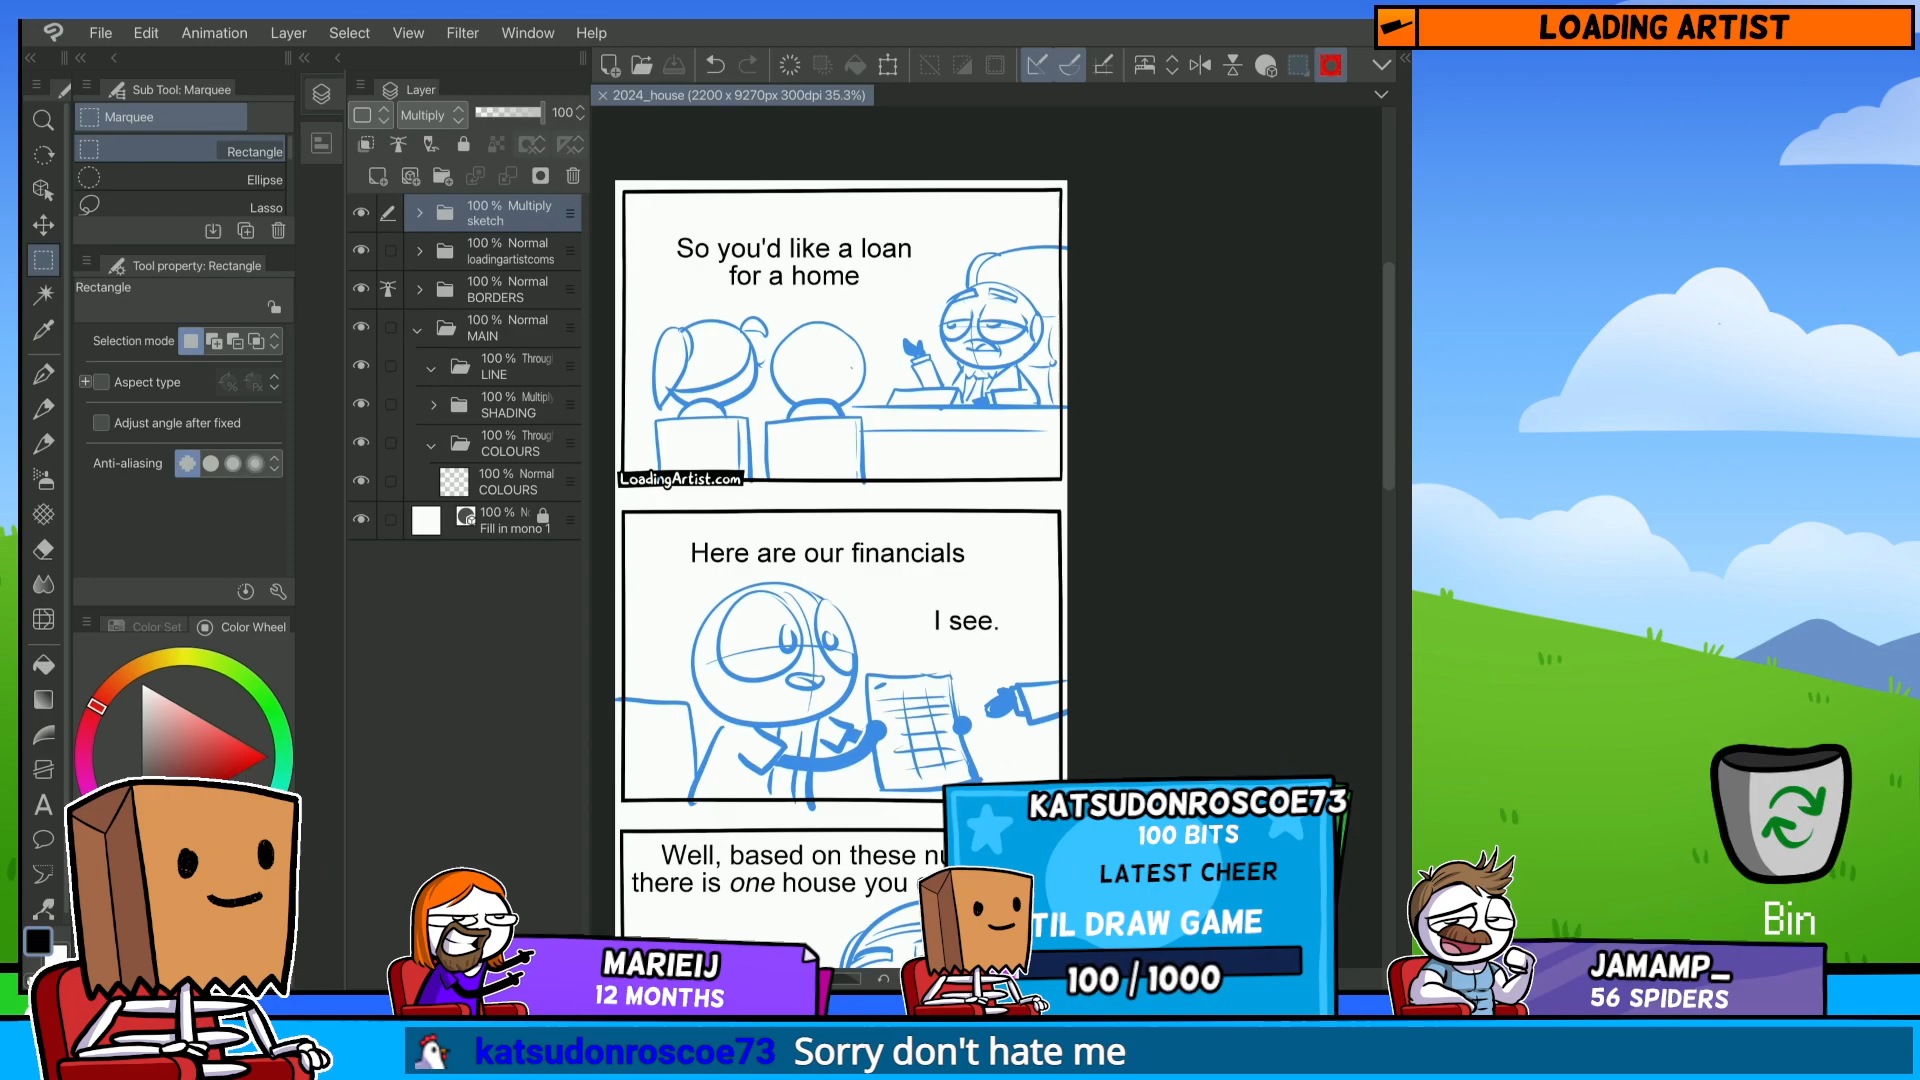 File Edit Animation Layer Select View Filter Window Help
LOADING ARTIST
Sub Tool: Marquee
Marquee
Rectangle
Ellipse
Lasso
Tool property: Rectangle
Rectangle
Selection mode
Aspect type
Adjust angle after fixed
Anti-aliasing
Color Set
Color Wheel
Layer
Multiply
100
100 % Multiply
sketch
100 % Normal
loadingartistcoms
100 % Normal
BORDERS
100 % Normal
MAIN
100 % Throug
LINE
100 % Multipl
SHADING
100 % Throug
COLOURS
100 % Normal
COLOURS
100 % No
Fill in mono 1
2024_house (2200 x 9270px 300dpi 35.3%)
So you'd like a loan
for a home
LoadingArtist.com
Here are our financials
I see.
Well, based on these nu
there is one house you
KATSUDONROSCOE73
100 BITS
LATEST CHEER
TIL DRAW GAME
100 / 1000
MARIEIJ
12 MONTHS
Bin
JAMAMP_
56 SPIDERS
katsudonroscoe73 Sorry don't hate me